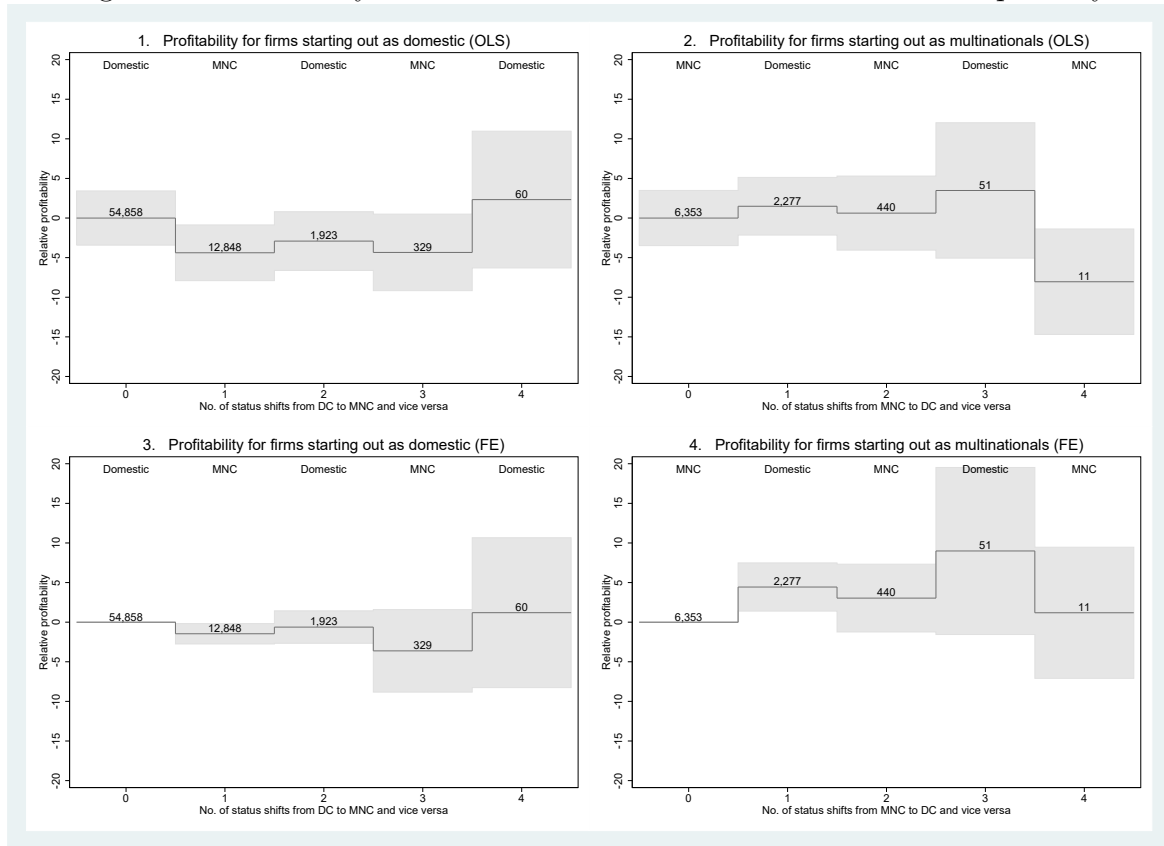 1. Profitability for firms starting out as domestic (OLS)
Domestic MNC Domestic MNC Domestic
Relative profitability
20
15
10
5
0
-5
-10
-15
-20
54,858
12,848
1,923
329
60
0 1 2 3 4
No. of status shifts from DC to MNC and vice versa
2. Profitability for firms starting out as multinationals (OLS)
MNC Domestic MNC Domestic MNC
Relative profitability
20
15
10
5
0
-5
-10
-15
-20
6,353
2,277
440
51
11
0 1 2 3 4
No. of status shifts from MNC to DC and vice versa
3. Profitability for firms starting out as domestic (FE)
Domestic MNC Domestic MNC Domestic
Relative profitability
20
15
10
5
0
-5
-10
-15
-20
54,858
12,848
1,923
329
60
0 1 2 3 4
No. of status shifts from DC to MNC and vice versa
4. Profitability for firms starting out as multinationals (FE)
MNC Domestic MNC Domestic MNC
Relative profitability
20
15
10
5
0
-5
-10
-15
-20
6,353
2,277
440
51
11
0 1 2 3 4
No. of status shifts from MNC to DC and vice versa